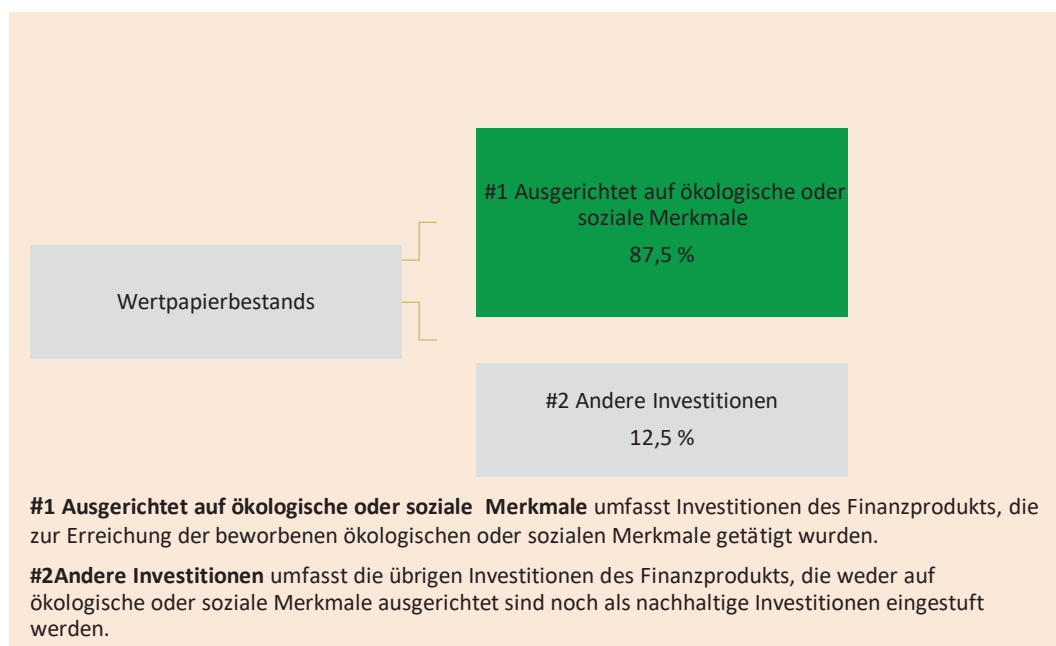 #1 Ausgerichtet auf ökologische oder
soziale Merkmale
87,5 %
Wertpapierbestands
#2 Andere Investitionen
12,5 %
#1 Ausgerichtet auf ökologische oder soziale Merkmale umfasst Investitionen des Finanzprodukts, die
zur Erreichung der beworbenen ökologischen oder sozialen Merkmale getätigt wurden.
#2Andere Investitionen umfasst die übrigen Investitionen des Finanzprodukts, die weder auf
ökologische oder soziale Merkmale ausgerichtet sind noch als nachhaltige Investitionen eingestuft
werden.